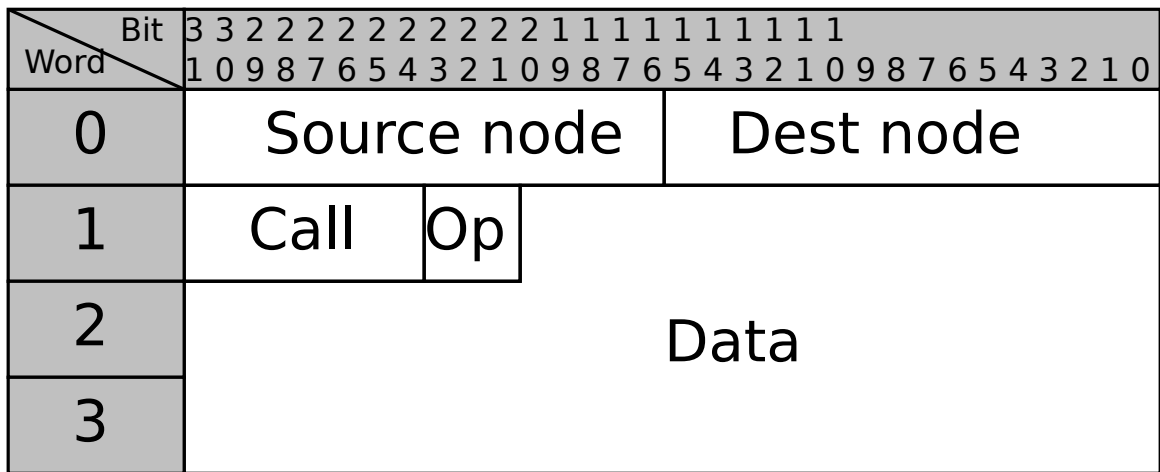 Bit 3 3 2 2 2 2 2 2 2 2 2 2 1 1 1 1 1 1 1 1 1 1
Word 1 0 9 8 7 6 5 4 3 2 1 0 9 8 7 6 5 4 3 2 1 0 9 8 7 6 5 4 3 2 1 0
0 Source node Dest node
1 Call Op
2 Data
3